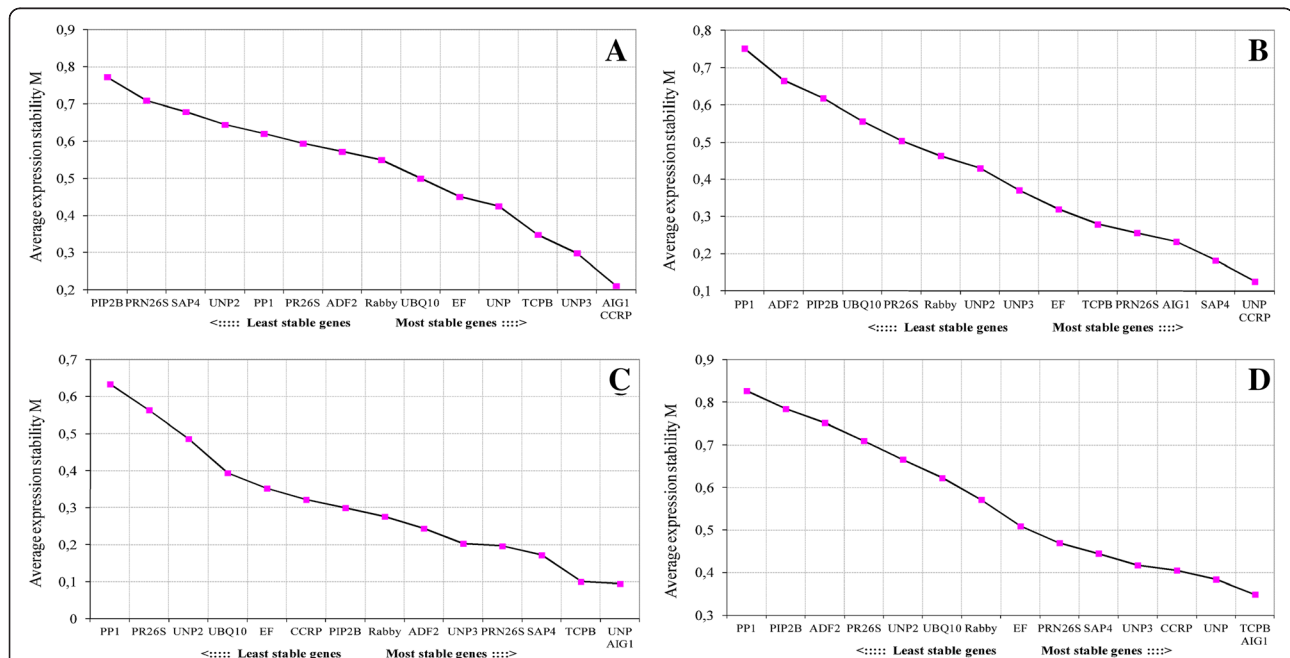 A
Average expression stability M
0,9
0,8
0,7
0,6
0,5
0,4
0,3
0,2
PIP2B PRN26S SAP4 UNP2 PP1 PR26S ADF2 Rabby UBQ10 EF UNP TCPB UNP3 AIG1
CCRP
<::::: Least stable genes Most stable genes ::::>
B
Average expression stability M
0,8
0,7
0,6
0,5
0,4
0,3
0,2
0,1
PP1 ADF2 PIP2B UBQ10 PR26S Rabby UNP2 UNP3 EF TCPB PRN26S AIG1 SAP4 UNP
CCRP
<::::: Least stable genes Most stable genes ::::>
C
Average expression stability M
0,7
0,6
0,5
0,4
0,3
0,2
0,1
0
PP1 PR26S UNP2 UBQ10 EF CCRP PIP2B Rabby ADF2 UNP3 PRN26S SAP4 TCPB UNP
AIG1
<::::: Least stable genes Most stable genes ::::>
D
Average expression stability M
0,9
0,8
0,7
0,6
0,5
0,4
0,3
PP1 PIP2B ADF2 PR26S UNP2 UBQ10 Rabby EF PRN26S SAP4 UNP3 CCRP UNP TCPB
AIG1
<::::: Least stable genes Most stable genes ::::>